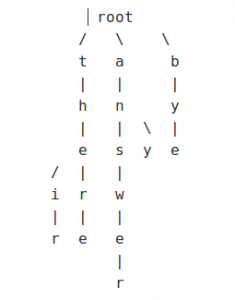 | root
/ \ \
t a b
| | |
h n y
| | \ |
e s y e
/ | |
i r w
| | |
r e e
|
r